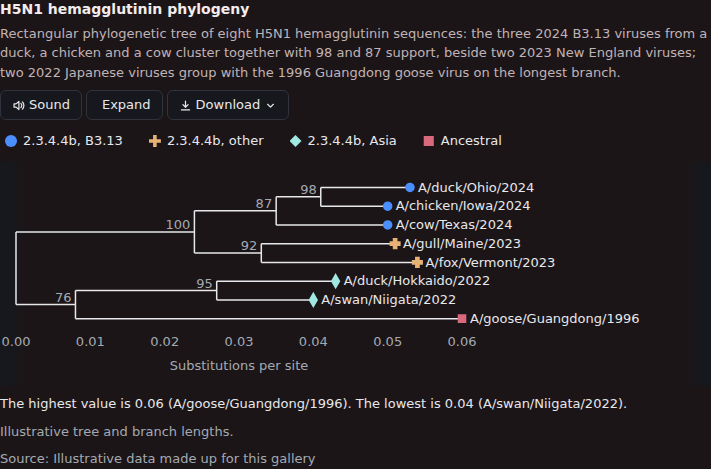 H5N1 hemagglutinin phylogeny
Rectangular phylogenetic tree of eight H5N1 hemagglutinin sequences: the three 2024 B3.13 viruses from a
duck, a chicken and a cow cluster together with 98 and 87 support, beside two 2023 New England viruses;
two 2022 Japanese viruses group with the 1996 Guangdong goose virus on the longest branch.
Sound Expand Download
2.3.4.4b, B3.13 2.3.4.4b, other 2.3.4.4b, Asia Ancestral
98 A/duck/Ohio/2024
87 A/chicken/Iowa/2024
100 A/cow/Texas/2024
92 A/gull/Maine/2023
A/fox/Vermont/2023
95 A/duck/Hokkaido/2022
76 A/swan/Niigata/2022
A/goose/Guangdong/1996
0.00 0.01 0.02 0.03 0.04 0.05 0.06
Substitutions per site
The highest value is 0.06 (A/goose/Guangdong/1996). The lowest is 0.04 (A/swan/Niigata/2022).
Illustrative tree and branch lengths.
Source: Illustrative data made up for this gallery